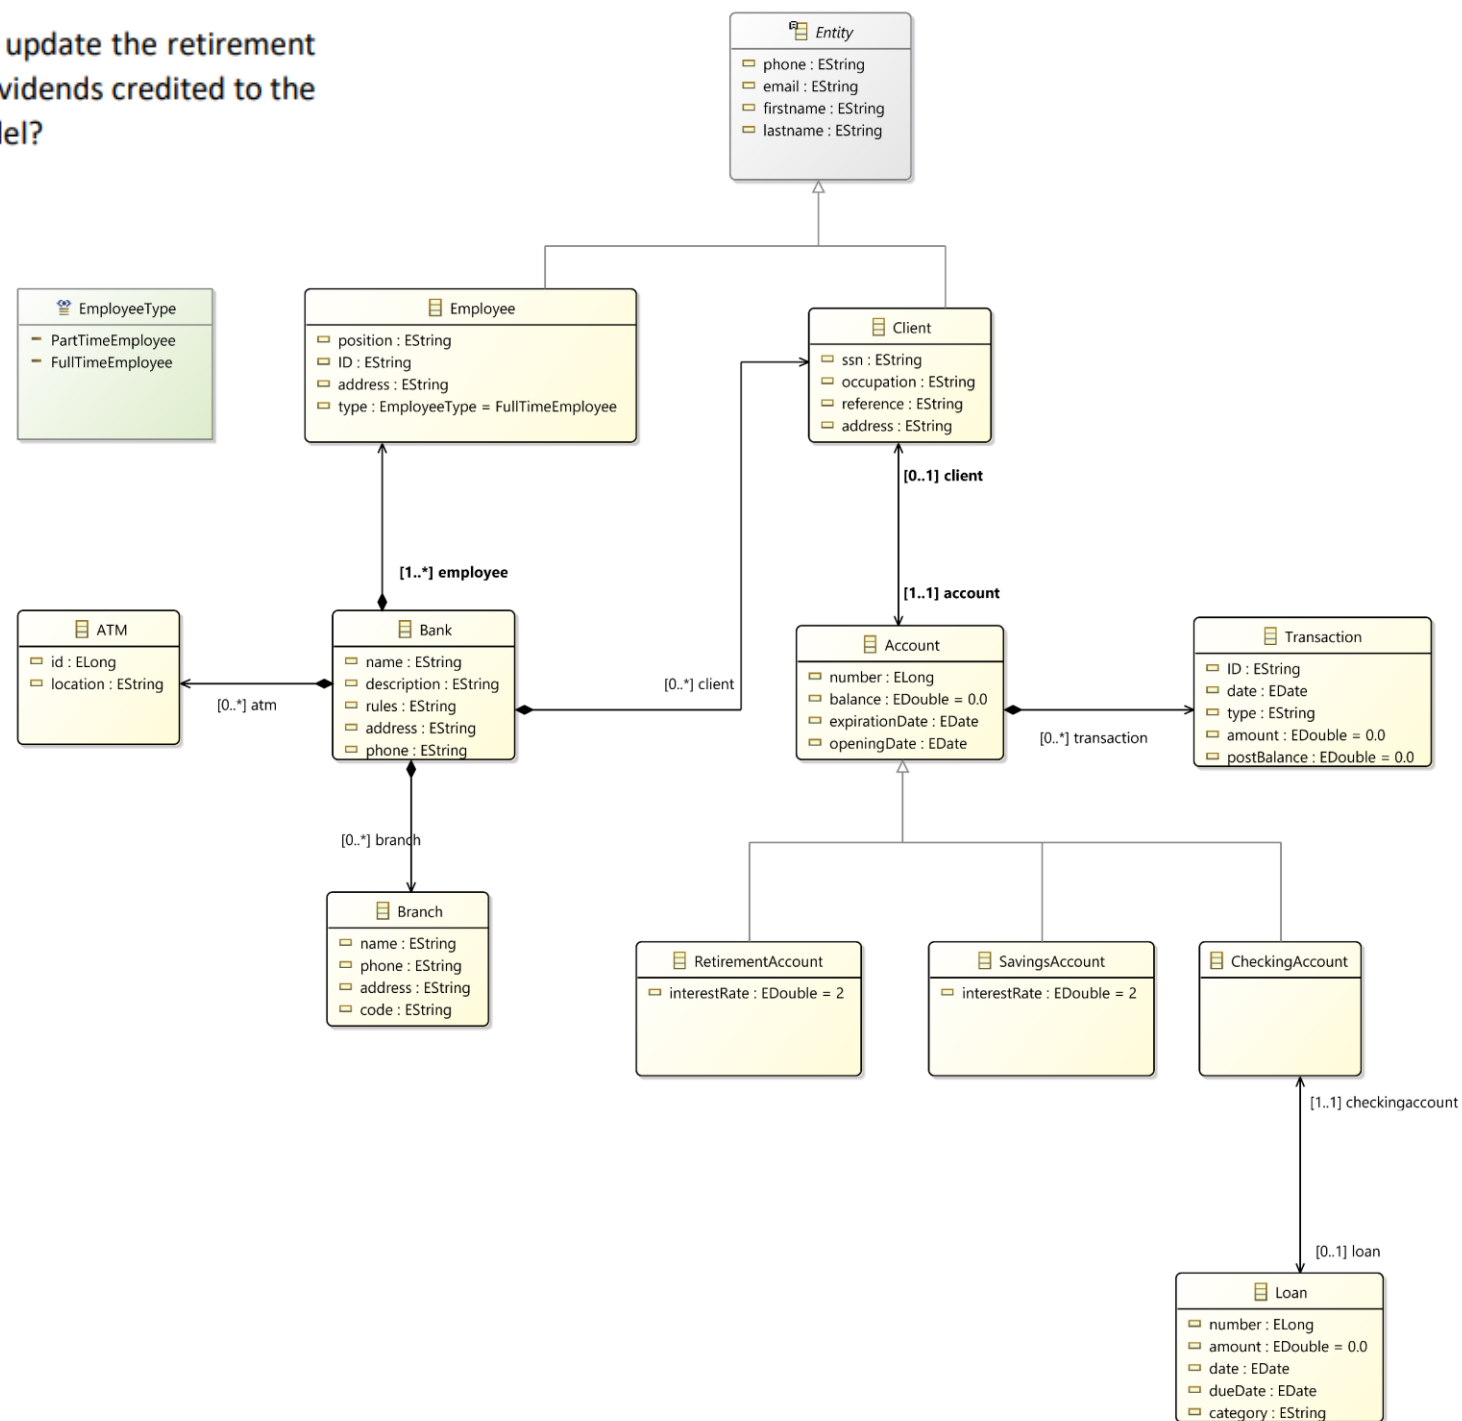 update the retirement
vidends credited to the
Entity
phone : EString
email : EString
firstname : EString
lastname : EString
EmployeeType
PartTimeEmployee
FullTimeEmployee
Employee
position : EString
ID : EString
address : EString
type : EmployeeType = FullTimeEmployee
Client
ssn : EString
occupation : EString
reference : EString
address : EString
[0..1] client
[1..*] employee
[1..1] account
ATM
id : ELong
location : EString
[0..*] atm
Bank
name : EString
description : EString
rules : EString
address : EString
phone : EString
[0..*] client
Account
number : ELong
balance : EDouble = 0.0
expirationDate : EDate
openingDate : EDate
[0..*] transaction
Transaction
ID : EString
date : EDate
type : EString
amount : EDouble = 0.0
postBalance : EDouble = 0.0
[0..*] branch
Branch
name : EString
phone : EString
address : EString
code : EString
RetirementAccount
interestRate : EDouble = 2
SavingsAccount
interestRate : EDouble = 2
CheckingAccount
[1..1] checkingaccount
[0..1] loan
Loan
number : ELong
amount : EDouble = 0.0
date : EDate
dueDate : EDate
category : EString